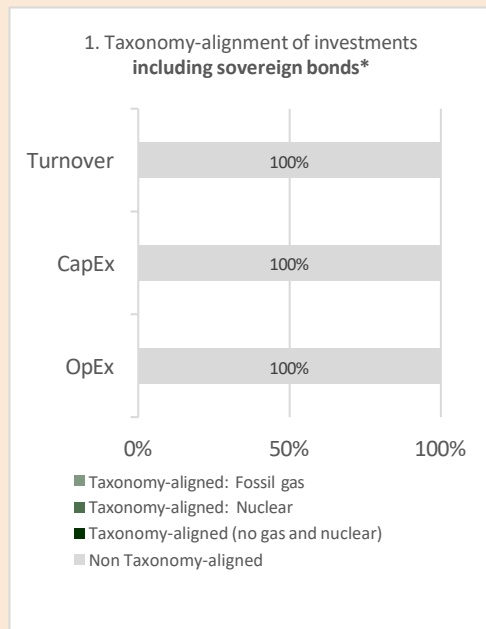 1. Taxonomy-alignment of investments
including sovereign bonds*
Turnover
100%
CapEx
100%
OpEx
100%
0%
50%
100%
Taxonomy-aligned: Fossil gas
Taxonomy-aligned: Nuclear
Taxonomy-aligned (no gas and nuclear)
Non Taxonomy-aligned